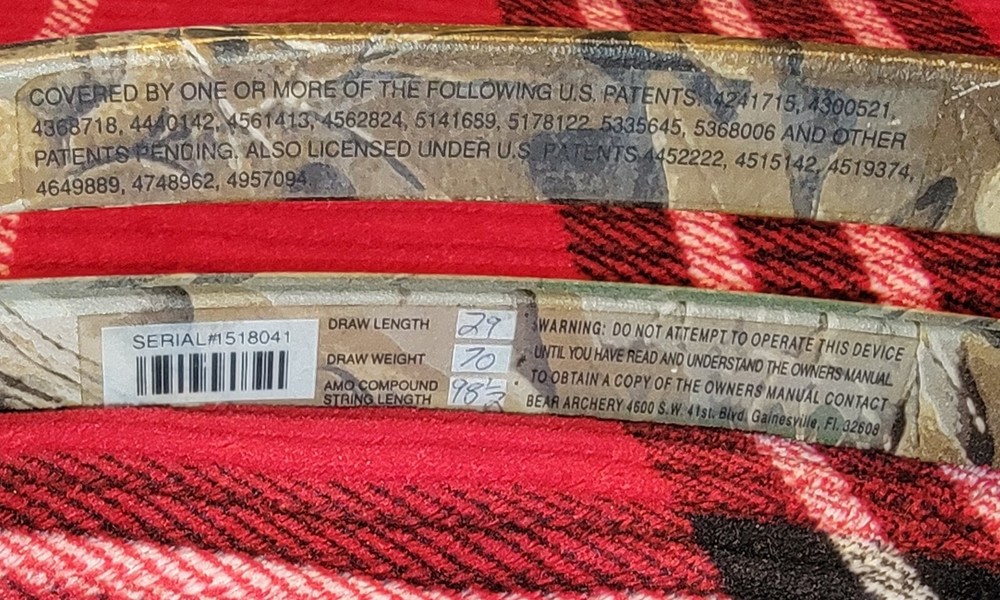 COVERED BY ONE OR MORE OF THE FOLLOWING U.S. PATENTS: 4241715, 4300521,
4368718, 4440142, 4561413, 4562824, 5141659, 5178122, 5335645, 5368006 AND OTHER
PATENTS PENDING. ALSO LICENSED UNDER U.S. PATENTS 4452222, 4515142, 4519374,
4649889, 4748962, 4957094.
SERIAL#1518041
DRAW LENGTH 29
DRAW WEIGHT 70
AMO COMPOUND
STRING LENGTH 98 1/2
WARNING: DO NOT ATTEMPT TO OPERATE THIS DEVICE
UNTIL YOU HAVE READ AND UNDERSTAND THE OWNERS MANUAL.
TO OBTAIN A COPY OF THE OWNERS MANUAL CONTACT
BEAR ARCHERY 4600 S.W. 41st. Blvd. Gainesville, Fl. 32608